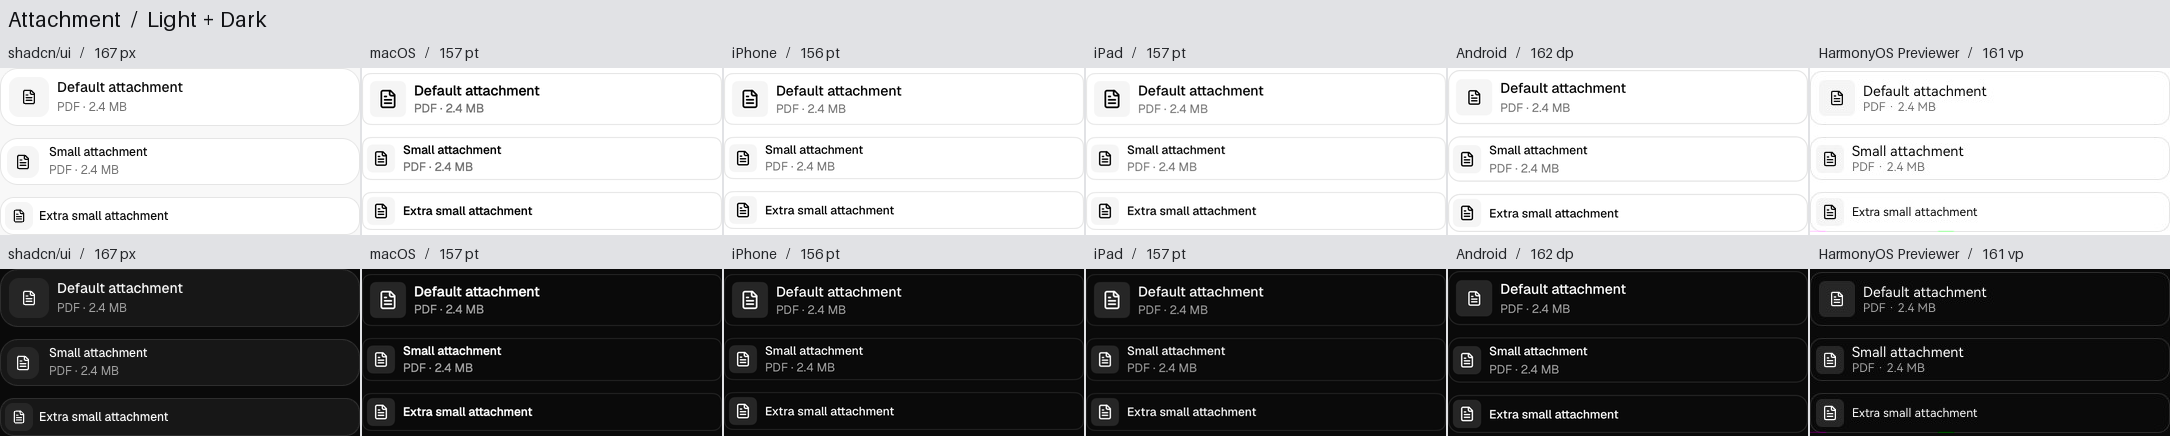 Attachment / Light + Dark
shadcn/ui / 167 px
macOS / 157 pt
iPhone / 156 pt
iPad / 157 pt
Android / 162 dp
HarmonyOS Previewer / 161 vp
Default attachment
PDF · 2.4 MB
Small attachment
PDF · 2.4 MB
Extra small attachment
Default attachment
PDF · 2.4 MB
Small attachment
PDF · 2.4 MB
Extra small attachment
Default attachment
PDF · 2.4 MB
Small attachment
PDF · 2.4 MB
Extra small attachment
Default attachment
PDF · 2.4 MB
Small attachment
PDF · 2.4 MB
Extra small attachment
Default attachment
PDF · 2.4 MB
Small attachment
PDF · 2.4 MB
Extra small attachment
Default attachment
PDF · 2.4 MB
Small attachment
PDF · 2.4 MB
Extra small attachment
shadcn/ui / 167 px
macOS / 157 pt
iPhone / 156 pt
iPad / 157 pt
Android / 162 dp
HarmonyOS Previewer / 161 vp
Default attachment
PDF · 2.4 MB
Small attachment
PDF · 2.4 MB
Extra small attachment
Default attachment
PDF · 2.4 MB
Small attachment
PDF · 2.4 MB
Extra small attachment
Default attachment
PDF · 2.4 MB
Small attachment
PDF · 2.4 MB
Extra small attachment
Default attachment
PDF · 2.4 MB
Small attachment
PDF · 2.4 MB
Extra small attachment
Default attachment
PDF · 2.4 MB
Small attachment
PDF · 2.4 MB
Extra small attachment
Default attachment
PDF · 2.4 MB
Small attachment
PDF · 2.4 MB
Extra small attachment